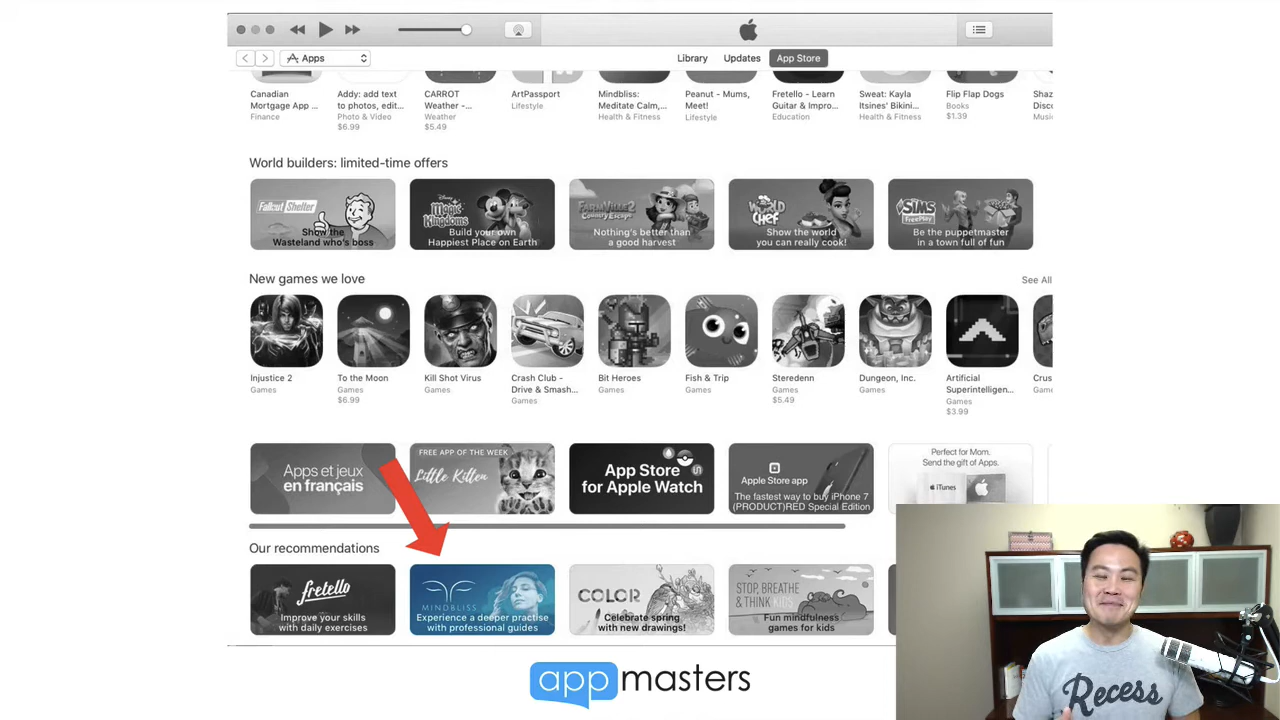 Apps
Library
Updates
App Store
Canadian
Mortgage App ...
Finance
Addy: add text
to photos, edit...
Photo & Video
$6.99
CARROT
Weather -...
Weather
$5.49
ArtPassport
Lifestyle
Mindbliss:
Meditate Calm,...
Health & Fitness
Peanut - Mums,
Meet!
Lifestyle
Fretello - Learn
Guitar & Impro...
Education
Sweat: Kayla
Itsines' Bikini...
Health & Fitness
Flip Flap Dogs
Books
$1.39
Shaz
Disco
Musi
World builders: limited-time offers
Fallout Shelter
Show the
Wasteland who's boss
Disney
Magic
Kingdoms
Build your own
Happiest Place on Earth
FARMVILLE 2
Country Escape
Nothing's better than
a good harvest
WORLD
CHEF
Show the world
you can really cook!
THE SIMS
FREEPLAY
Be the puppetmaster
in a town full of fun
New games we love
See All
Injustice 2
Games
To the Moon
Games
$6.99
Kill Shot Virus
Games
Crash Club -
Drive & Smash...
Games
Bit Heroes
Games
Fish & Trip
Games
Steredenn
Games
$5.49
Dungeon, Inc.
Games
Artificial
Superintelligen...
Games
$3.99
Crus
Game
Apps et jeux
en français
FREE APP OF THE WEEK
Little Kitten
App Store
for Apple Watch
Apple Store app
The fastest way to buy iPhone 7
(PRODUCT)RED Special Edition
Perfect for Mom.
Send the gift of Apps.
iTunes
Our recommendations
fretello
Improve your skills
with daily exercises
MINDBLISS
Experience a deeper practise
with professional guides
COLOR
Celebrate spring
with new drawings!
STOP, BREATHE
& THINK KIDS
Fun mindfulness
games for kids
Recess
app masters